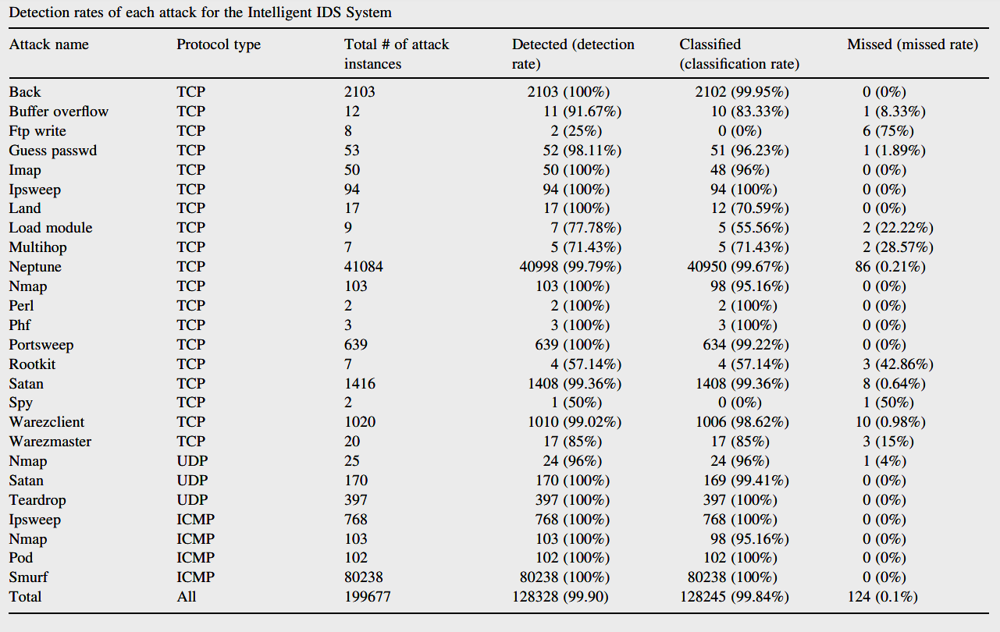 Detection rates of each attack for the Intelligent IDS System
Attack name Protocol type Total # of attack instances Detected (detection rate) Classified (classification rate) Missed (missed rate)
Back TCP 2103 2103 (100%) 2102 (99.95%) 0 (0%)
Buffer overflow TCP 12 11 (91.67%) 10 (83.33%) 1 (8.33%)
Ftp write TCP 8 2 (25%) 0 (0%) 6 (75%)
Guess passwd TCP 53 52 (98.11%) 51 (96.23%) 1 (1.89%)
Imap TCP 50 50 (100%) 48 (96%) 0 (0%)
Ipsweep TCP 94 94 (100%) 94 (100%) 0 (0%)
Land TCP 17 17 (100%) 12 (70.59%) 0 (0%)
Load module TCP 9 7 (77.78%) 5 (55.56%) 2 (22.22%)
Multihop TCP 7 5 (71.43%) 5 (71.43%) 2 (28.57%)
Neptune TCP 41084 40998 (99.79%) 40950 (99.67%) 86 (0.21%)
Nmap TCP 103 103 (100%) 98 (95.16%) 0 (0%)
Perl TCP 2 2 (100%) 2 (100%) 0 (0%)
Phf TCP 3 3 (100%) 3 (100%) 0 (0%)
Portsweep TCP 639 639 (100%) 634 (99.22%) 0 (0%)
Rootkit TCP 7 4 (57.14%) 4 (57.14%) 3 (42.86%)
Satan TCP 1416 1408 (99.36%) 1408 (99.36%) 8 (0.64%)
Spy TCP 2 1 (50%) 0 (0%) 1 (50%)
Warezclient TCP 1020 1010 (99.02%) 1006 (98.62%) 10 (0.98%)
Warezmaster TCP 20 17 (85%) 17 (85%) 3 (15%)
Nmap UDP 25 24 (96%) 24 (96%) 1 (4%)
Satan UDP 170 170 (100%) 169 (99.41%) 0 (0%)
Teardrop UDP 397 397 (100%) 397 (100%) 0 (0%)
Ipsweep ICMP 768 768 (100%) 768 (100%) 0 (0%)
Nmap ICMP 103 103 (100%) 98 (95.16%) 0 (0%)
Pod ICMP 102 102 (100%) 102 (100%) 0 (0%)
Smurf ICMP 80238 80238 (100%) 80238 (100%) 0 (0%)
Total All 199677 128328 (99.90) 128245 (99.84%) 124 (0.1%)